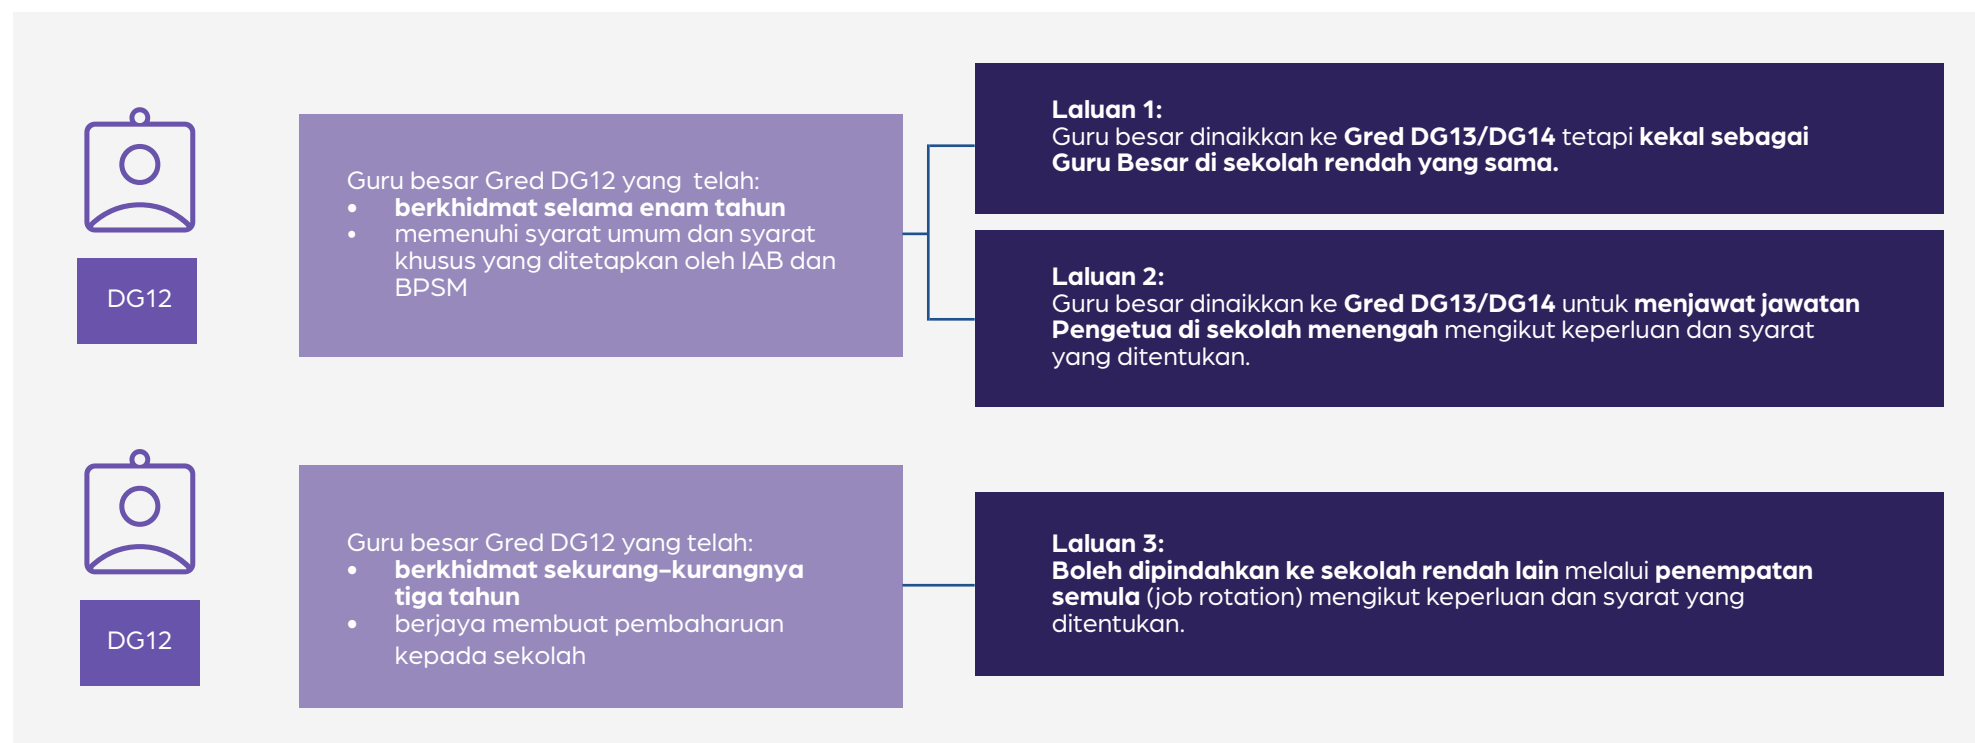 DG12
Guru besar Gred DG12 yang telah:
• berkhidmat selama enam tahun
• memenuhi syarat umum dan syarat
khusus yang ditetapkan oleh IAB dan
BPSM
Laluan 1:
Guru besar dinaikkan ke Gred DG13/DG14 tetapi kekal sebagai
Guru Besar di sekolah rendah yang sama.
Laluan 2:
Guru besar dinaikkan ke Gred DG13/DG14 untuk menjawat jawatan
Pengetua di sekolah menengah mengikut keperluan dan syarat
yang ditentukan.
DG12
Guru besar Gred DG12 yang telah:
• berkhidmat sekurang-kurangnya
tiga tahun
• berjaya membuat pembaharuan
kepada sekolah
Laluan 3:
Boleh dipindahkan ke sekolah rendah lain melalui penempatan
semula (job rotation) mengikut keperluan dan syarat yang
ditentukan.